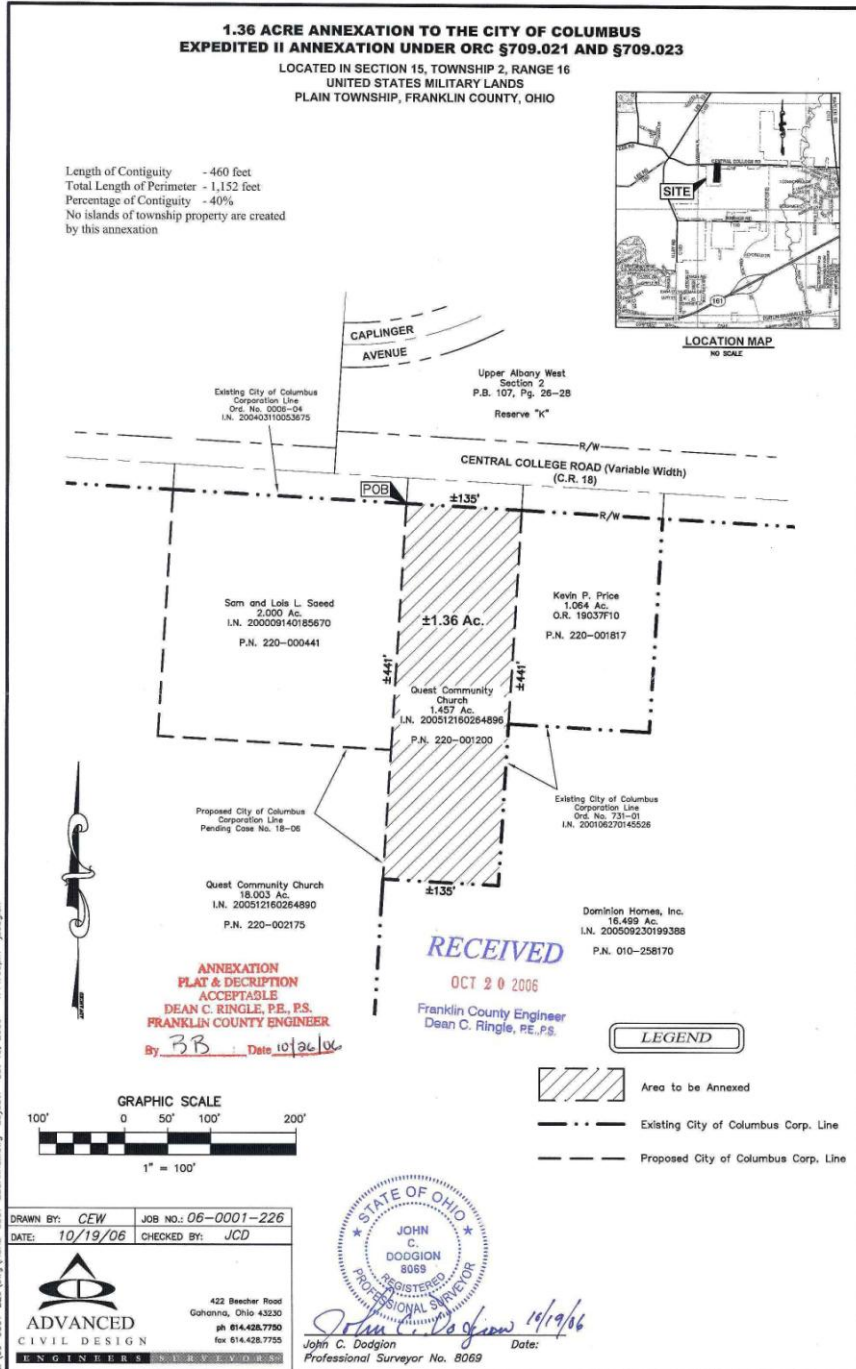 1.36 ACRE ANNEXATION TO THE CITY OF COLUMBUS
EXPEDITED II ANNEXATION UNDER ORC §709.021 AND §709.023
LOCATED IN SECTION 15, TOWNSHIP 2, RANGE 16
UNITED STATES MILITARY LANDS
PLAIN TOWNSHIP, FRANKLIN COUNTY, OHIO
Length of Contiguity - 460 feet
Total Length of Perimeter - 1,152 feet
Percentage of Contiguity - 40%
No islands of township property are created
by this annexation
CENTRAL COLLEGE RD
SITE
161
LOCATION MAP
NO SCALE
CAPLINGER
AVENUE
Upper Albany West
Section 2
P.B. 107, Pg. 26-28
Reserve "K"
Existing City of Columbus
Corporation Line
Ord. No. 0006-04
I.N. 200403110053675
R/W
CENTRAL COLLEGE ROAD (Variable Width)
(C.R. 18)
POB
±135'
R/W
Sam and Lois L. Saeed
2.000 Ac.
I.N. 200009140185670
P.N. 220-000441
±1.36 Ac.
Kevin P. Price
1.064 Ac.
O.R. 19037F10
P.N. 220-001817
±441'
±441'
Quest Community
Church
1.457 Ac.
I.N. 200512160264896
P.N. 220-001200
Proposed City of Columbus
Corporation Line
Pending Case No. 18-06
Existing City of Columbus
Corporation Line
Ord. No. 731-01
I.N. 200106270145526
Quest Community Church
18.003 Ac.
I.N. 200512160264890
P.N. 220-002175
±135'
Dominion Homes, Inc.
16.499 Ac.
I.N. 200509230199388
P.N. 010-258170
ADVANCED
ANNEXATION
PLAT & DECRIPTION
ACCEPTABLE
DEAN C. RINGLE, P.E., P.S.
FRANKLIN COUNTY ENGINEER
By BB Date 10/26/06
RECEIVED
OCT 20 2006
Franklin County Engineer
Dean C. Ringle, P.E., P.S.
LEGEND
Area to be Annexed
Existing City of Columbus Corp. Line
Proposed City of Columbus Corp. Line
GRAPHIC SCALE
100' 0 50' 100' 200'
1" = 100'
DRAWN BY: CEW JOB NO.: 06-0001-226
DATE: 10/19/06 CHECKED BY: JCD
ADVANCED
CIVIL DESIGN
ENGINEERS SURVEYORS
422 Beecher Road
Gahanna, Ohio 43230
ph 614.428.7750
fax 614.428.7755
STATE OF OHIO
JOHN
C.
DODGION
8069
REGISTERED
PROFESSIONAL SURVEYOR
John C. Dodgion 10/19/06
John C. Dodgion Date:
Professional Surveyor No. 8069